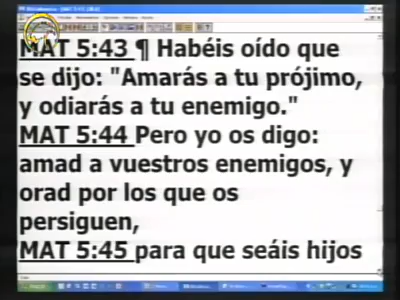 MAT 5:43 ¶ Habéis oído que
se dijo: "Amarás a tu prójimo,
y odiarás a tu enemigo."
MAT 5:44 Pero yo os digo:
amad a vuestros enemigos, y
orad por los que os
persiguen,
MAT 5:45 para que seáis hijos